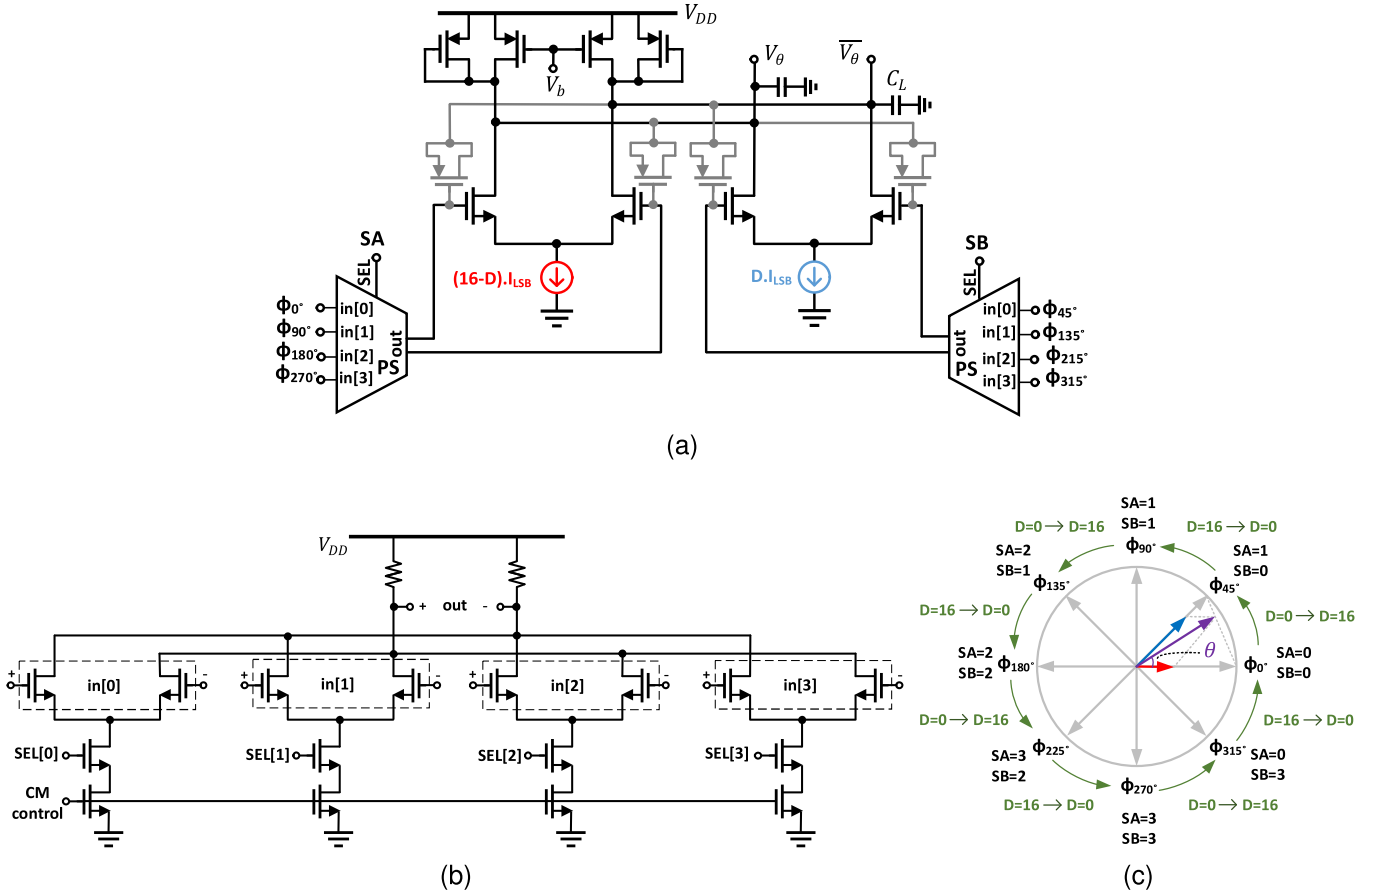 V_DD
V_b
V_θ
\overline{V_θ}
C_L
SA
SEL
(16-D).I_LSB
D.I_LSB
SB
SEL
Φ0° in[0]
Φ90° in[1]
Φ180° in[2]
Φ270° in[3]
out
PS
out
PS
in[0] Φ45°
in[1] Φ135°
in[2] Φ215°
in[3] Φ315°
(a)
V_DD
+ out -
+ in[0] -
+ in[1] -
+ in[2] -
+ in[3] -
SEL[0]
SEL[1]
SEL[2]
SEL[3]
CM
control
(b)
SA=1
SB=1
Φ90°
D=0→D=16
D=16→D=0
SA=2
SB=1
Φ135°
SA=1
SB=0
Φ45°
D=16→D=0
D=0→D=16
θ
SA=2
SB=2
Φ180°
SA=0
SB=0
Φ0°
D=0→D=16
D=16→D=0
SA=3
SB=2
Φ225°
Φ315°
SA=0
SB=3
Φ270°
D=16→D=0
D=0→D=16
SA=3
SB=3
(c)